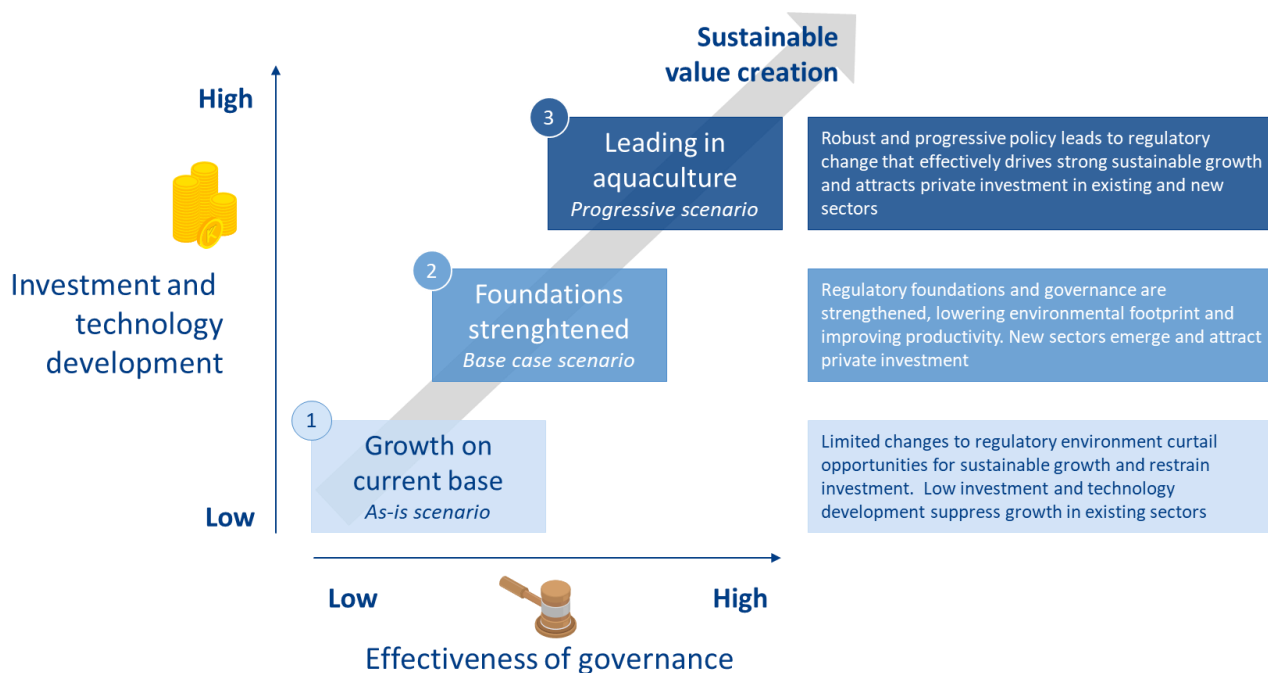 Sustainable
value creation
High
3
Leading in
aquaculture
Progressive scenario
Robust and progressive policy leads to regulatory
change that effectively drives strong sustainable growth
and attracts private investment in existing and new
sectors
K
Investment and
technology
development
2
Foundations
strenghtened
Base case scenario
Regulatory foundations and governance are
strengthened, lowering environmental footprint and
improving productivity. New sectors emerge and attract
private investment
1
Growth on
current base
As-is scenario
Limited changes to regulatory environment curtail
opportunities for sustainable growth and restrain
investment.  Low investment and technology
development suppress growth in existing sectors
Low
Low
High
Effectiveness of governance